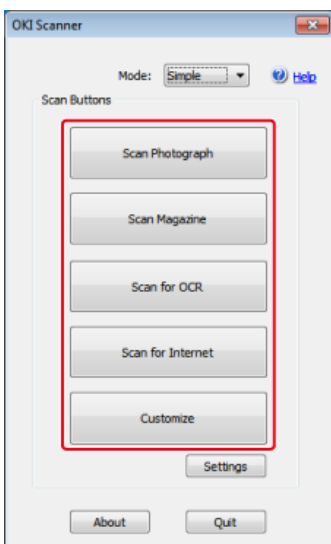 OKI Scanner
Mode: Simple Help
Scan Buttons
Scan Photograph
Scan Magazine
Scan for OCR
Scan for Internet
Customize
Settings
About Quit